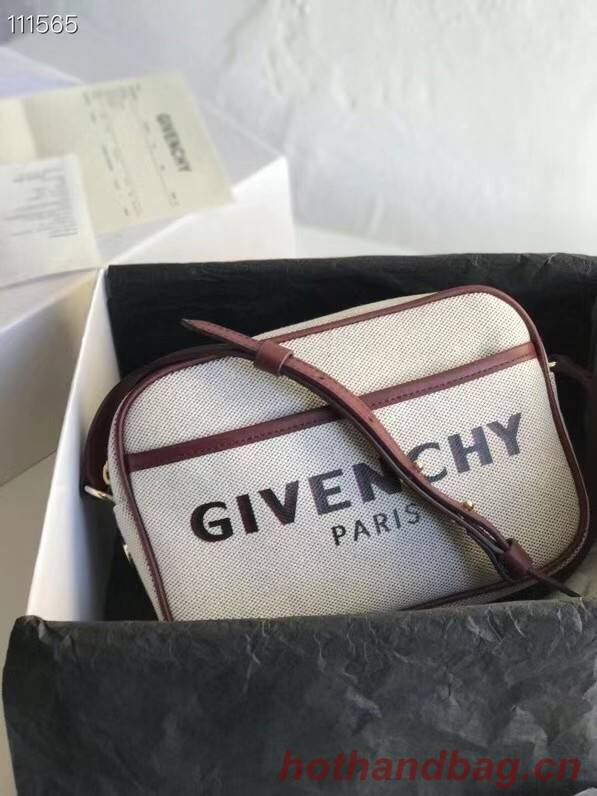 111565
GIVENCHY
GIVENCHY
PARIS
hothandbag.cn